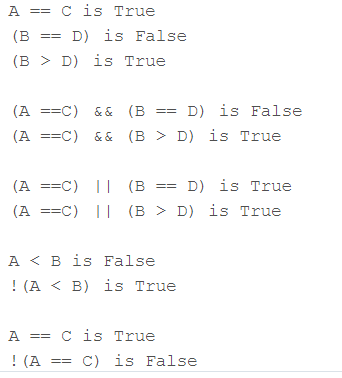 A == C is True
(B == D) is False
(B > D) is True
(A ==C) && (B == D) is False
(A ==C) && (B > D) is True
(A ==C) || (B == D) is True
(A ==C) || (B > D) is True
A < B is False
!(A < B) is True
A == C is True
!(A == C) is False